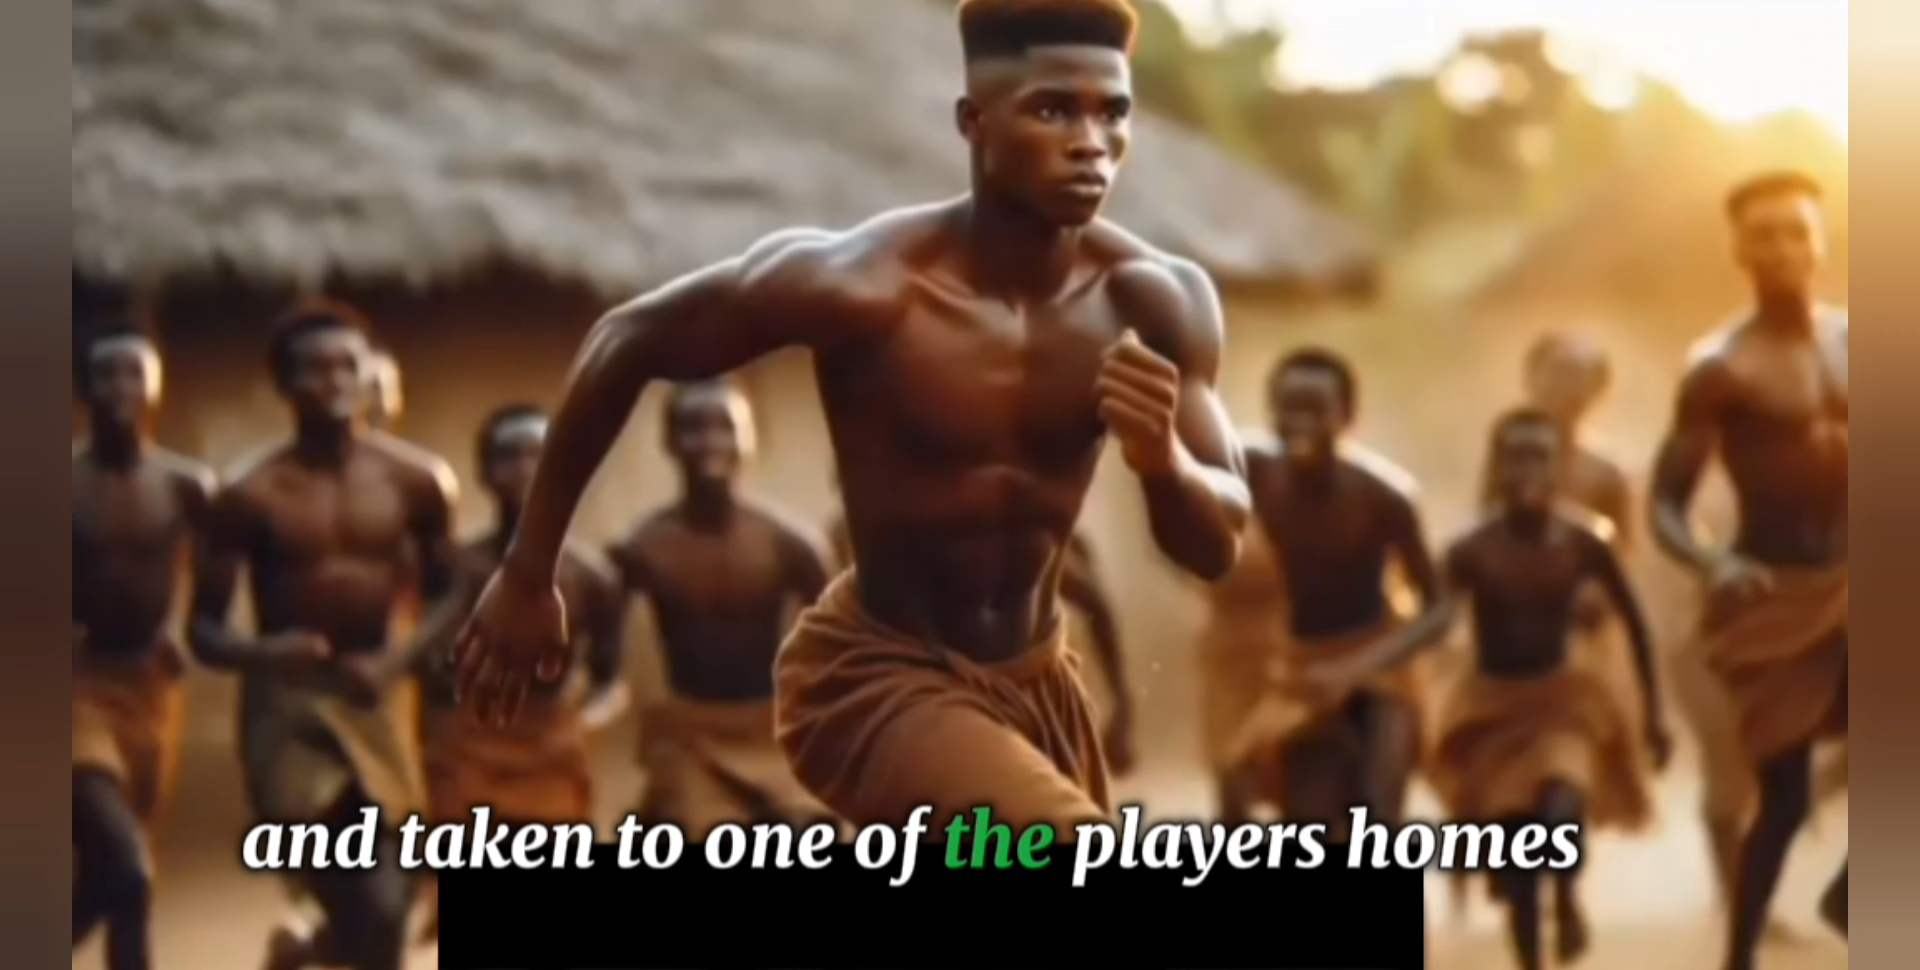 and taken to one of the players homes